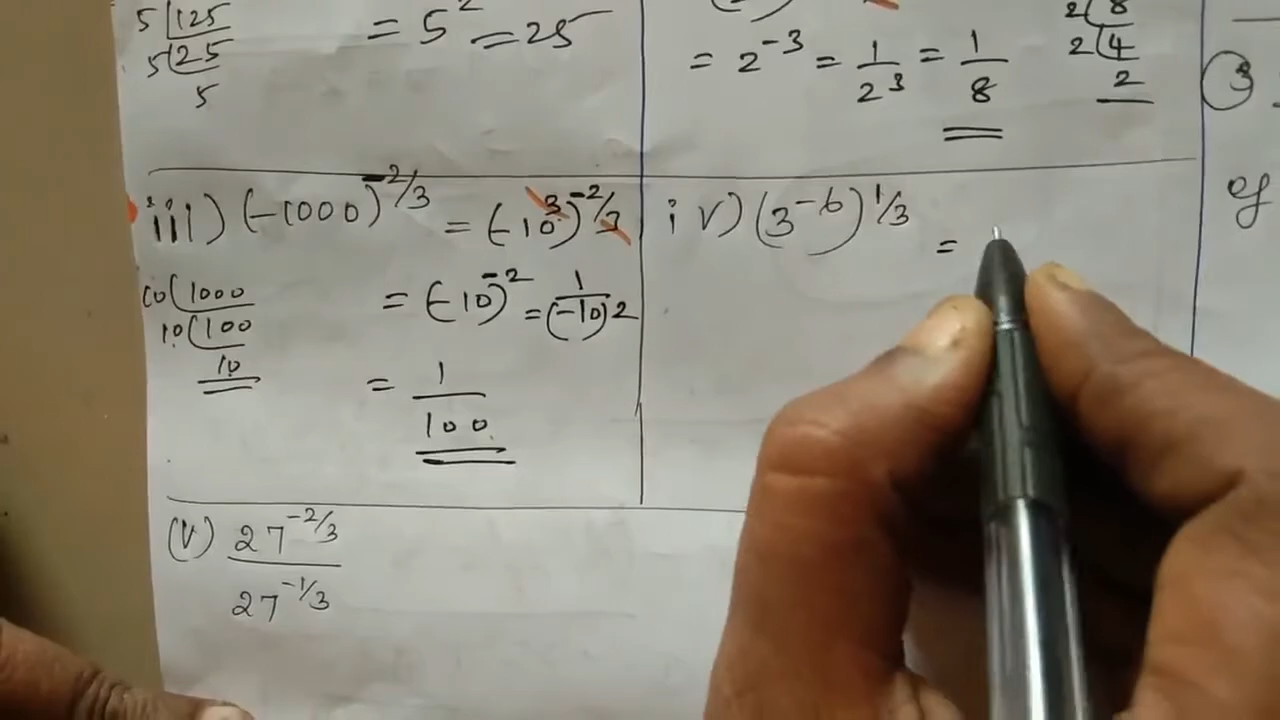 5 | 125
5 | 25
5
= 5² = 25
= 2⁻³ = 1/2³ = 1/8
2 | 8
2 | 4
2
iii) (-1000)^-2/3 = (-10³)^-2/3
10 | 1000
10 | 100
10
= (-10)^-2 = 1/(-10)²
= 1/100
iv) (3^-6)^1/3 =
(v) 27^-2/3 / 27^-1/3
3
of